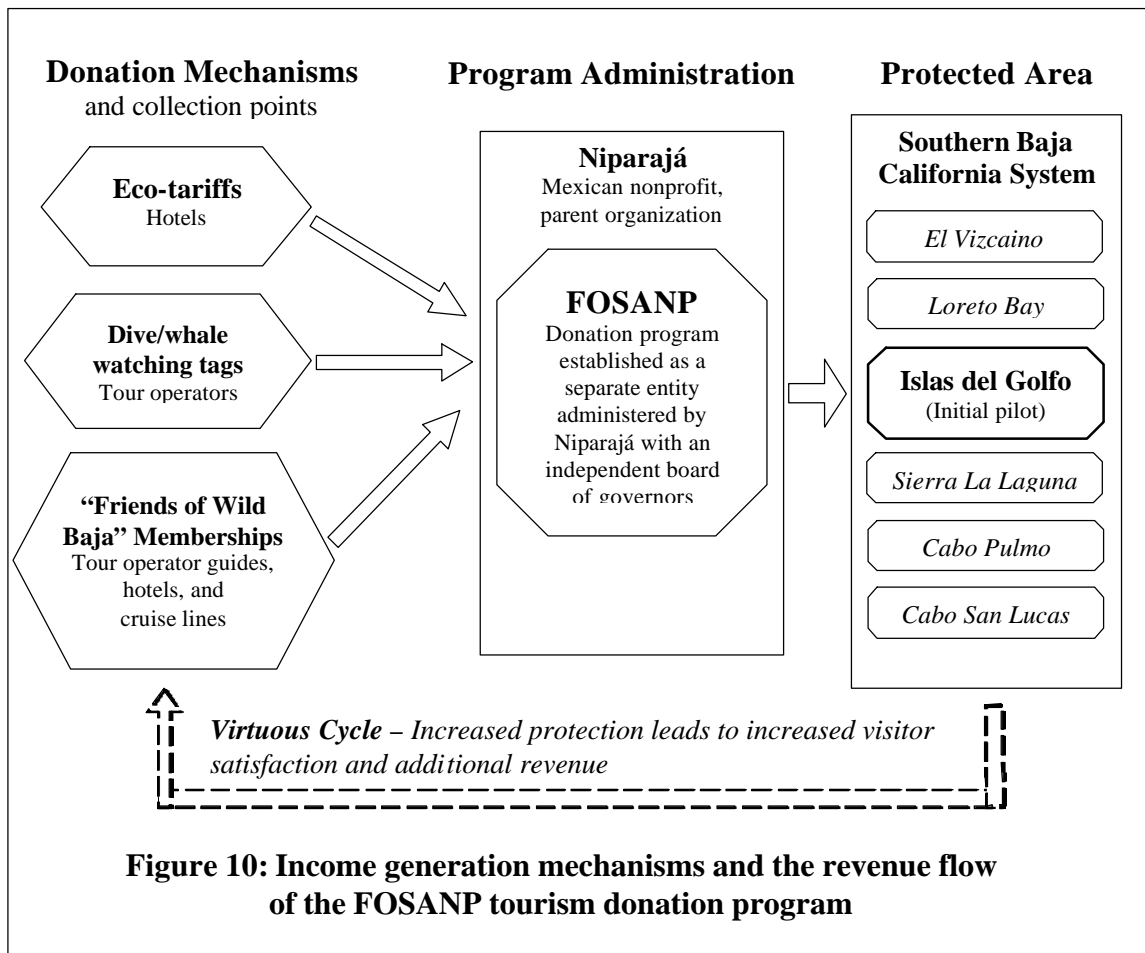 Donation Mechanisms
and collection points
Eco-tariffs
Hotels
Dive/whale
watching tags
Tour operators
“Friends of Wild
Baja” Memberships
Tour operator guides,
hotels, and
cruise lines
Program Administration
Niparajá
Mexican nonprofit,
parent organization
FOSANP
Donation program
established as a
separate entity
administered by
Niparajá with an
independent board
of governors
Protected Area
Southern Baja
California System
El Vizcaino
Loreto Bay
Islas del Golfo
(Initial pilot)
Sierra La Laguna
Cabo Pulmo
Cabo San Lucas
Virtuous Cycle – Increased protection leads to increased visitor
satisfaction and additional revenue
Figure 10: Income generation mechanisms and the revenue flow
of the FOSANP tourism donation program